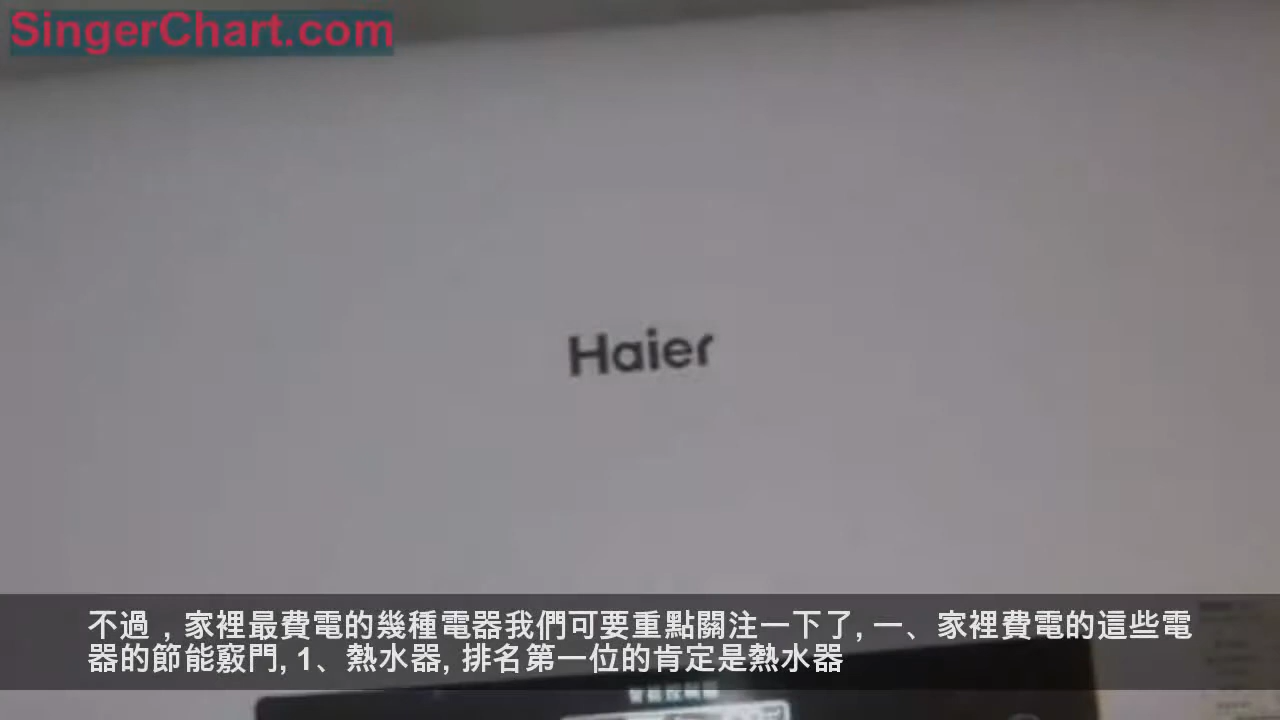 SingerChart.com
Haier
不過，家裡最費電的幾種電器我們可要重點關注一下了, 一、家裡費電的這些電
器的節能竅門, 1、熱水器, 排名第一位的肯定是熱水器